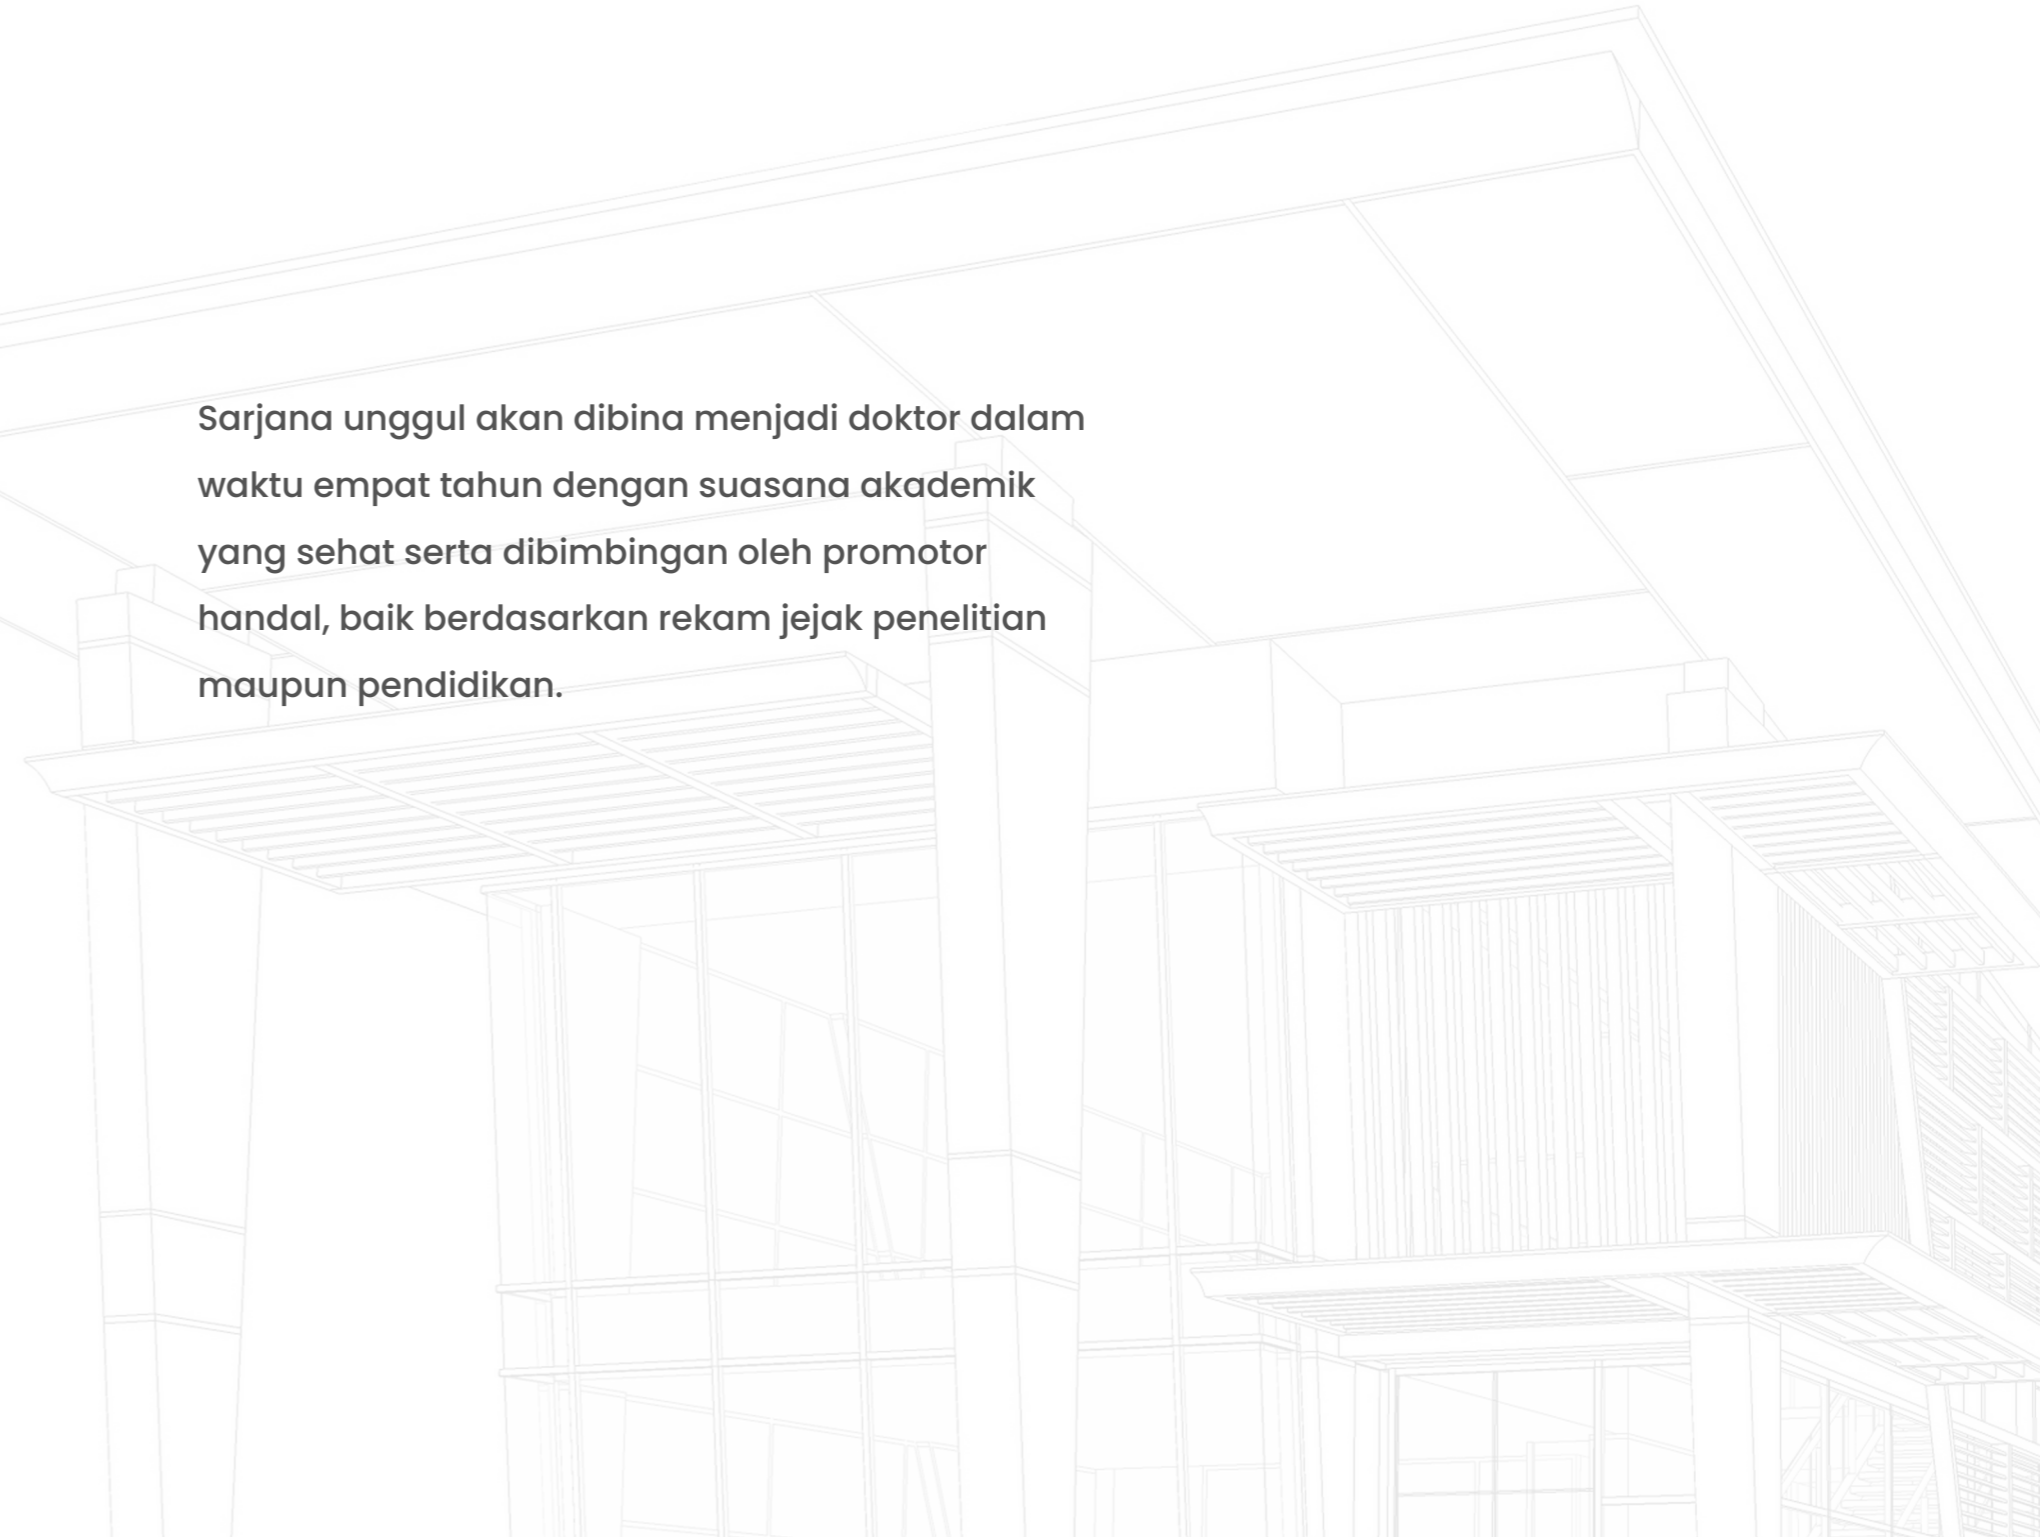 Sarjana unggul akan dibina menjadi doktor dalam
waktu empat tahun dengan suasana akademik
yang sehat serta dibimbingan oleh promotor
handal, baik berdasarkan rekam jejak penelitian
maupun pendidikan.